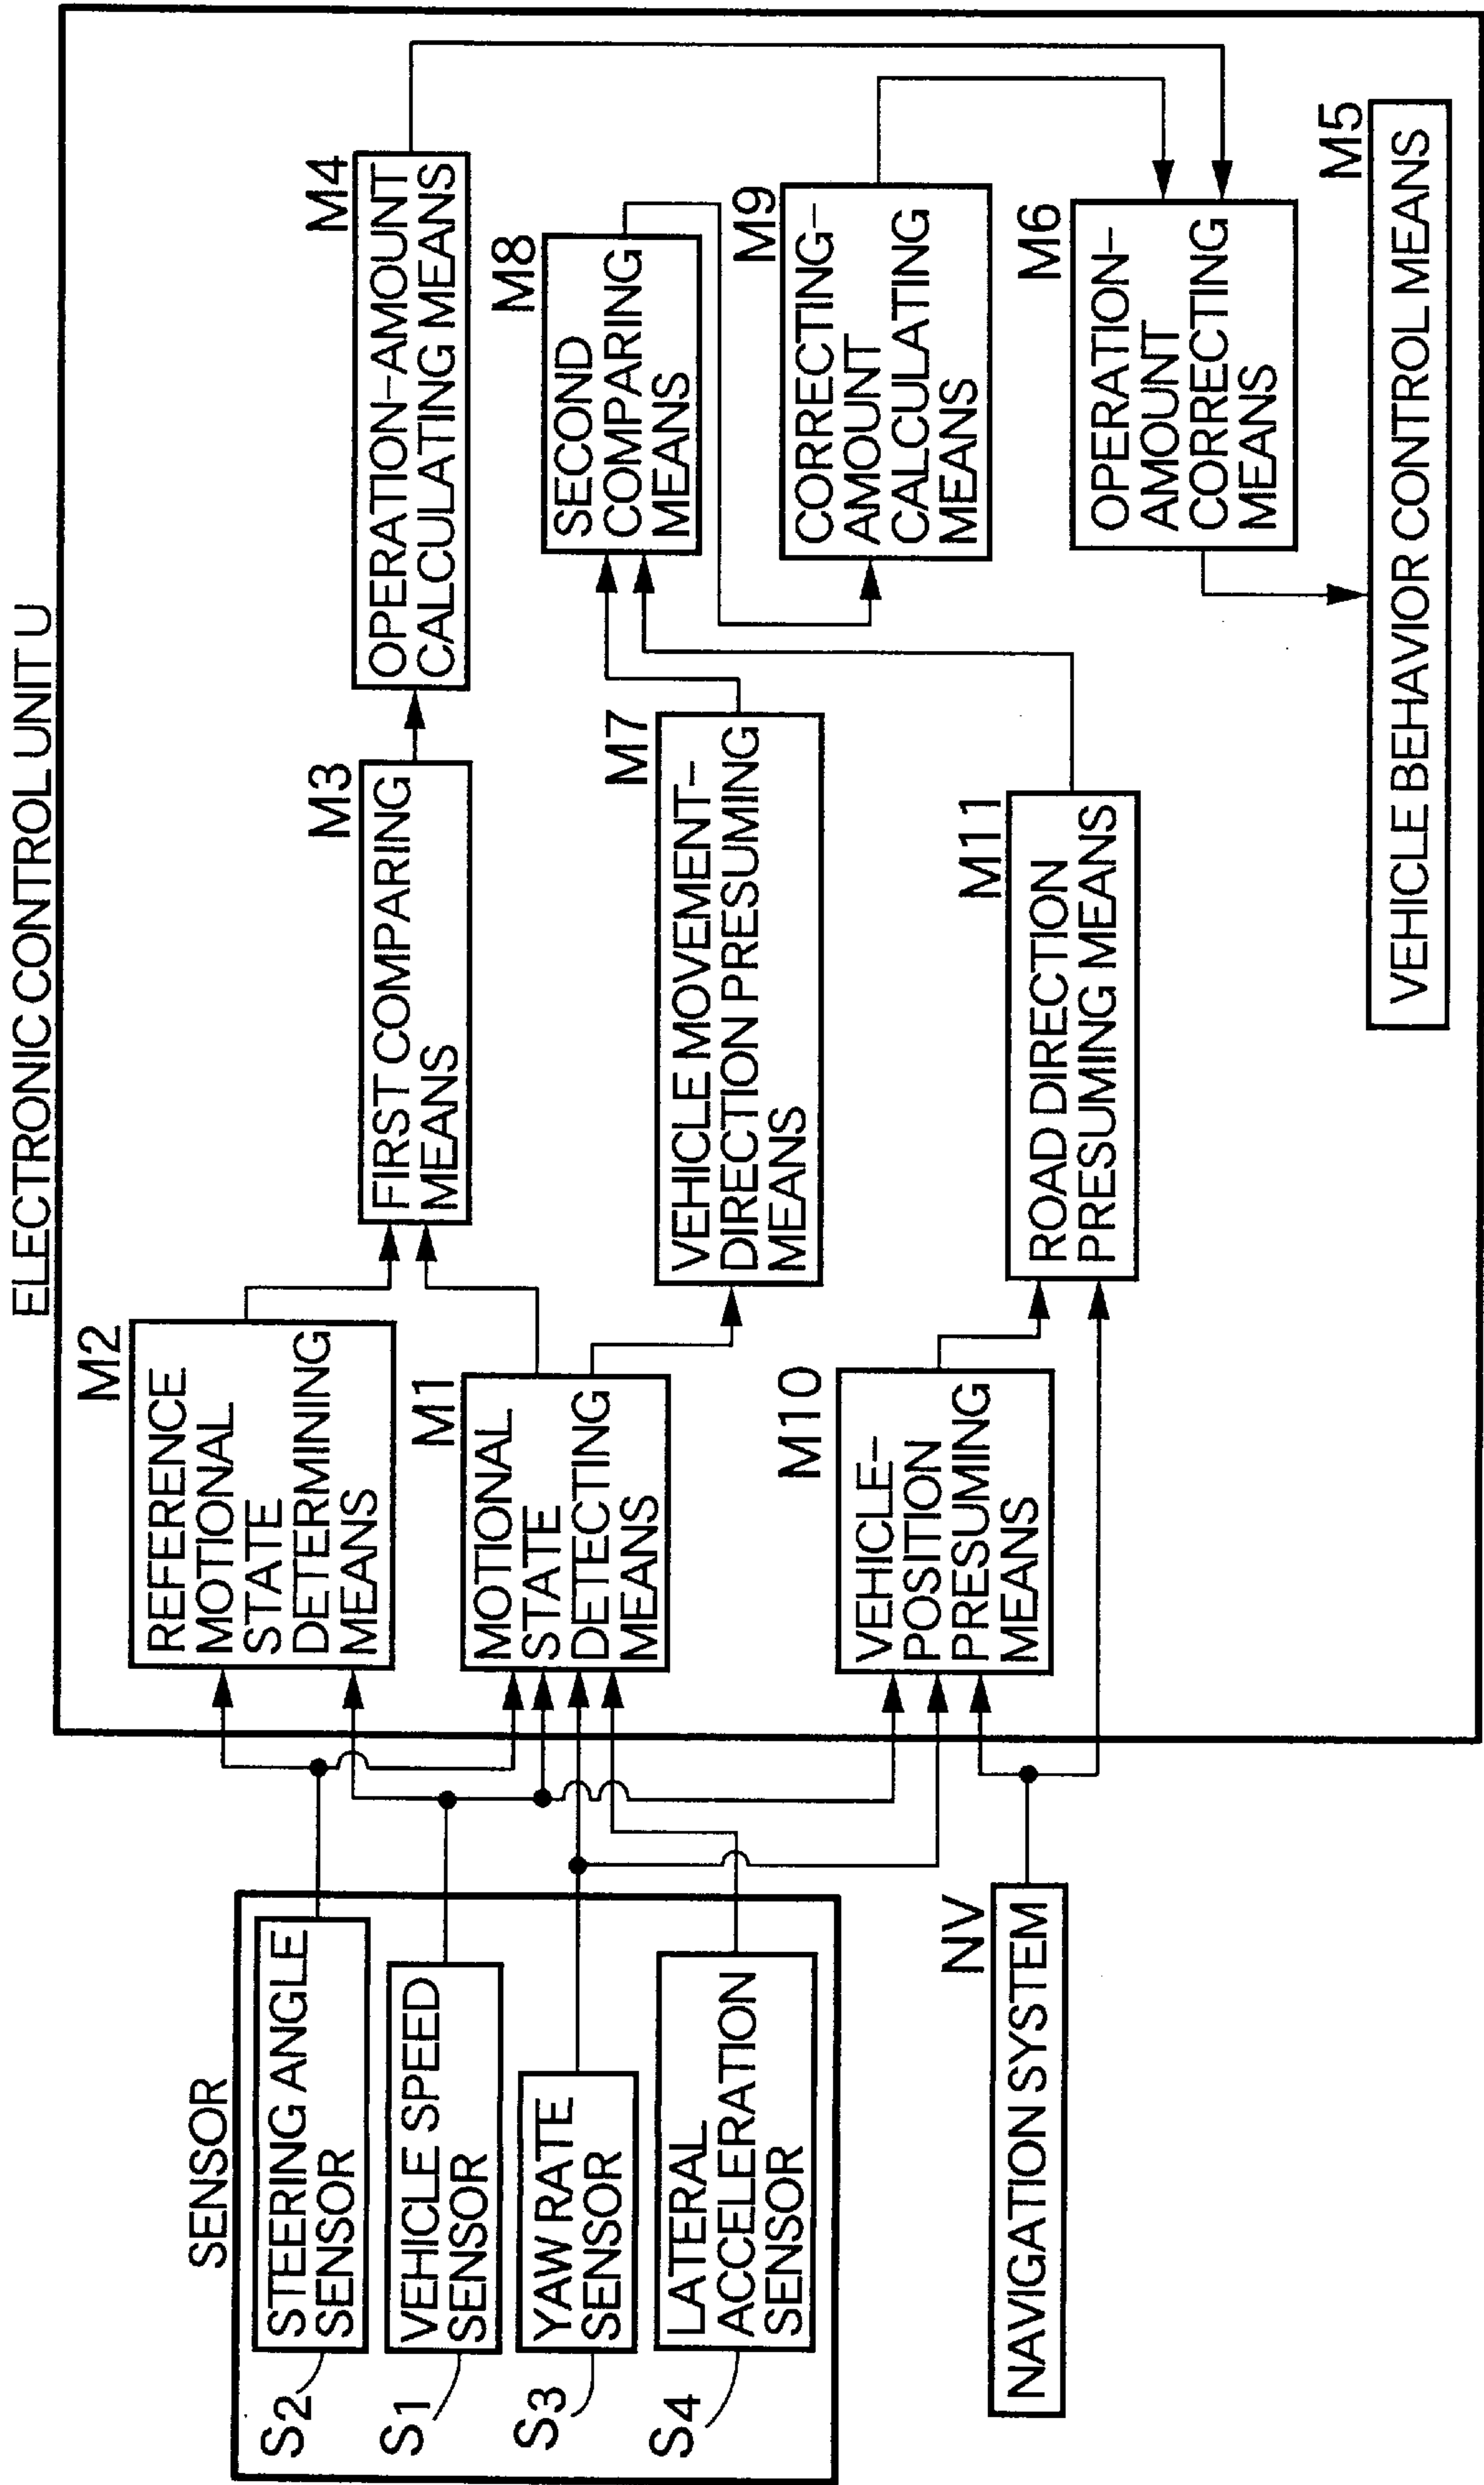 ELECTRONIC CONTROL UNIT U
SENSOR
S2
STEERING ANGLE
SENSOR
S1
VEHICLE SPEED
SENSOR
S3
YAW RATE
SENSOR
S4
LATERAL
ACCELERATION
SENSOR
NV
NAVIGATION SYSTEM
M2
REFERENCE
MOTIONAL
STATE
DETERMINING
MEANS
M1
MOTIONAL
STATE
DETECTING
MEANS
M10
VEHICLE-
POSITION
PRESUMING
MEANS
M3
FIRST COMPARING
MEANS
M7
VEHICLE MOVEMENT-
DIRECTION PRESUMING
MEANS
M11
ROAD DIRECTION
PRESUMING MEANS
M4
OPERATION-AMOUNT
CALCULATING MEANS
M8
SECOND
COMPARING
MEANS
M9
CORRECTING-
AMOUNT
CALCULATING
MEANS
M6
OPERATION-
AMOUNT
CORRECTING
MEANS
M5
VEHICLE BEHAVIOR CONTROL MEANS